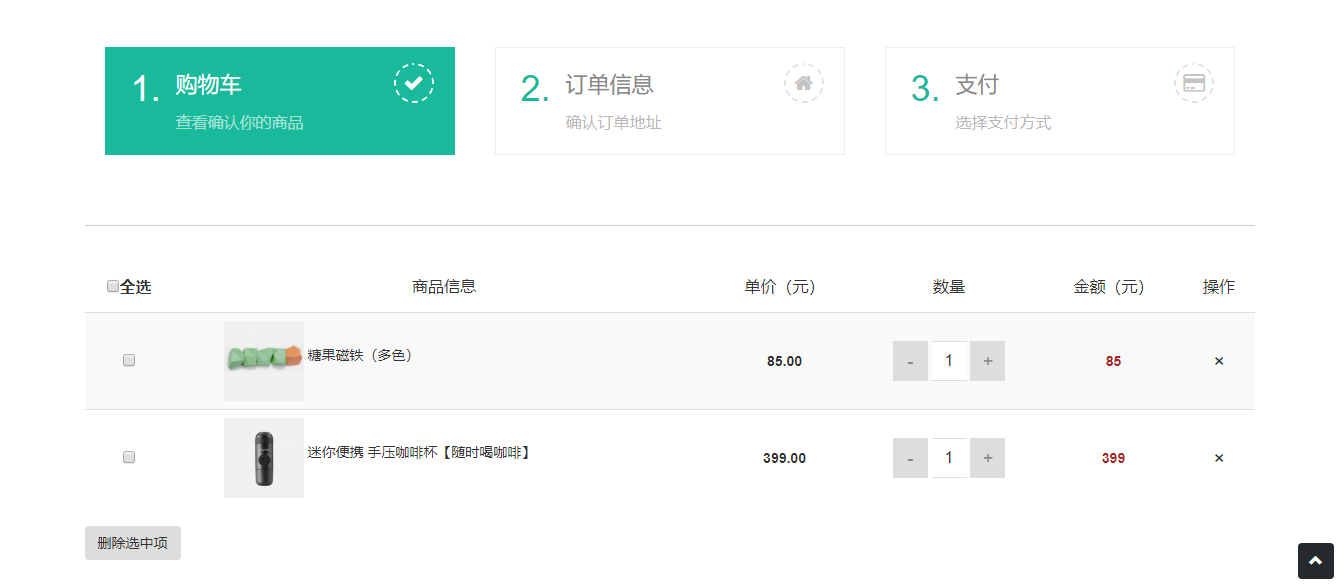 1. 购物车
查看确认你的商品
2. 订单信息
确认订单地址
3. 支付
选择支付方式
全选 商品信息 单价（元） 数量 金额（元） 操作
糖果磁铁（多色） 85.00 - 1 + 85 ×
迷你便携 手压咖啡杯【随时喝咖啡】 399.00 - 1 + 399 ×
删除选中项